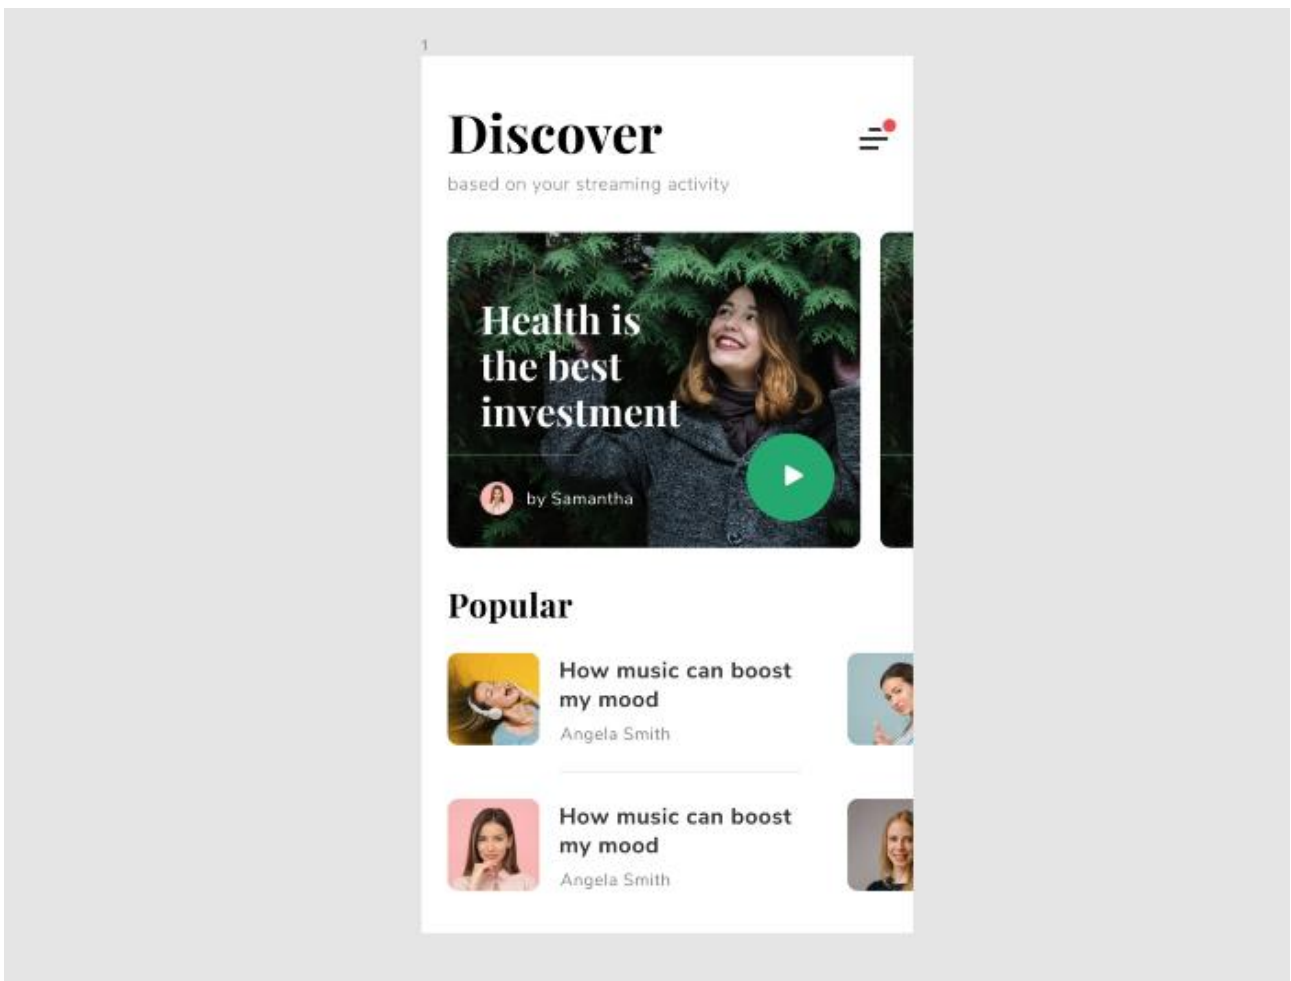 1
Discover
based on your streaming activity
Health is
the best
investment
by Samantha
Popular
How music can boost
my mood
Angela Smith
How music can boost
my mood
Angela Smith